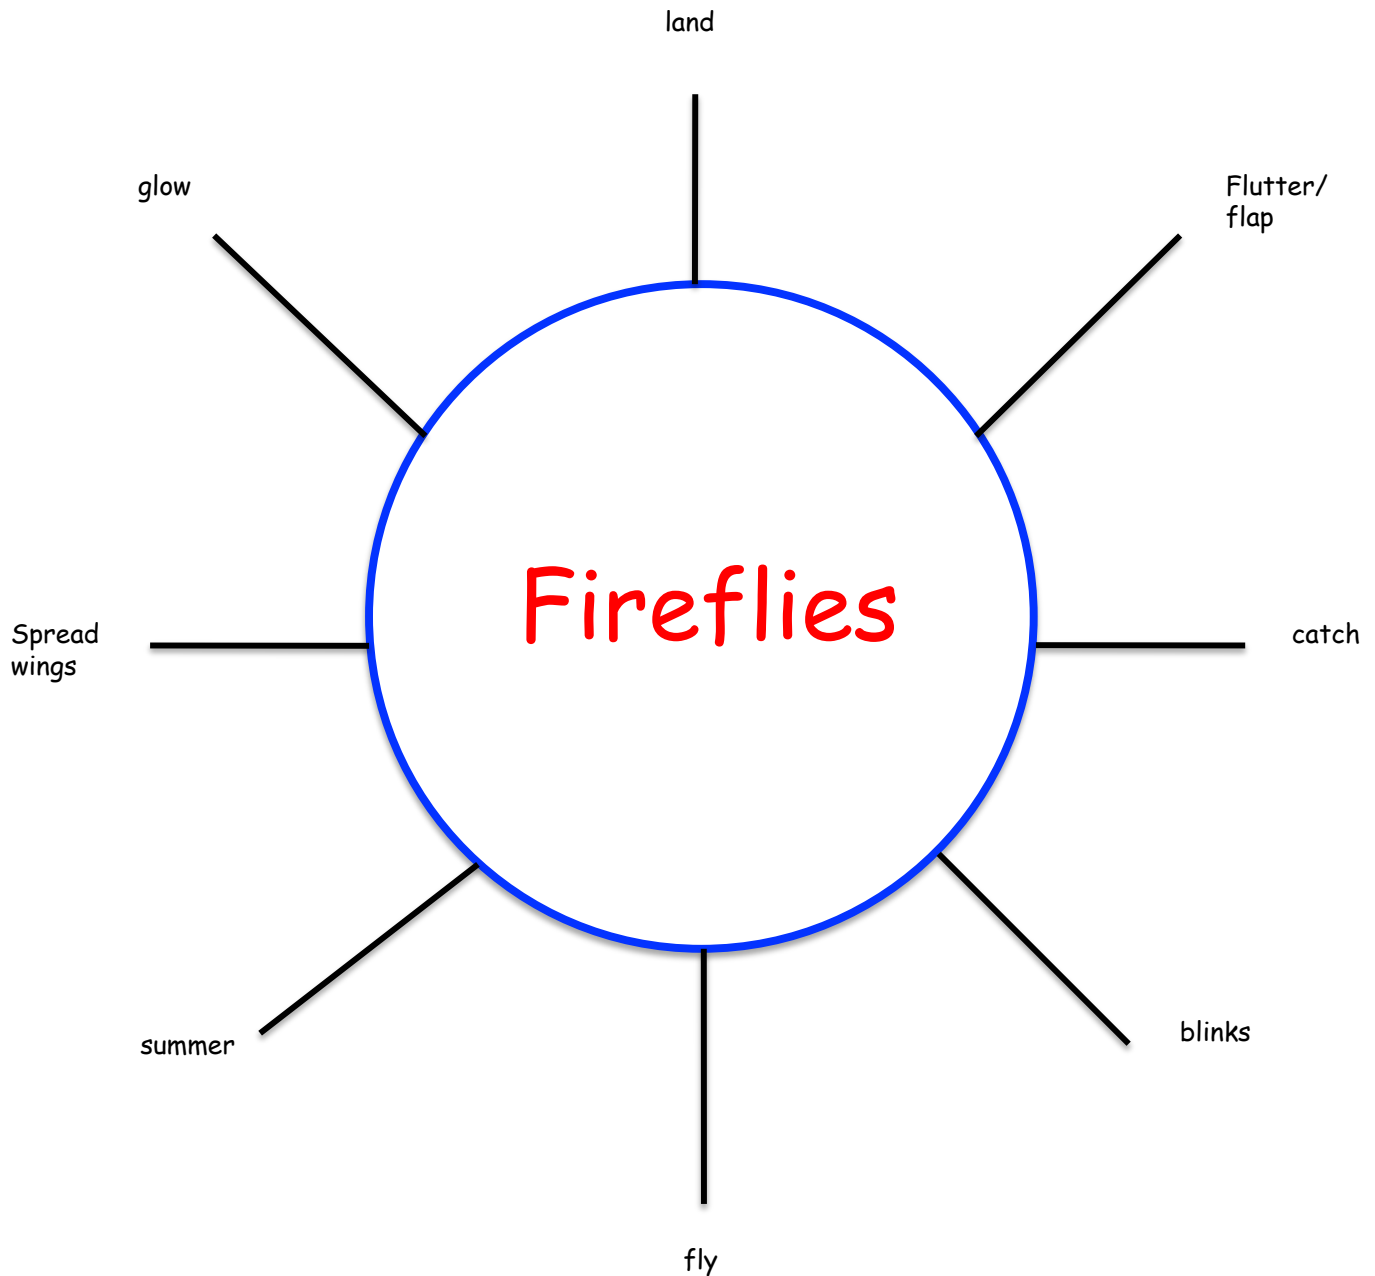 land
glow
Flutter/
flap
Fireflies
Spread
wings
catch
summer
blinks
fly